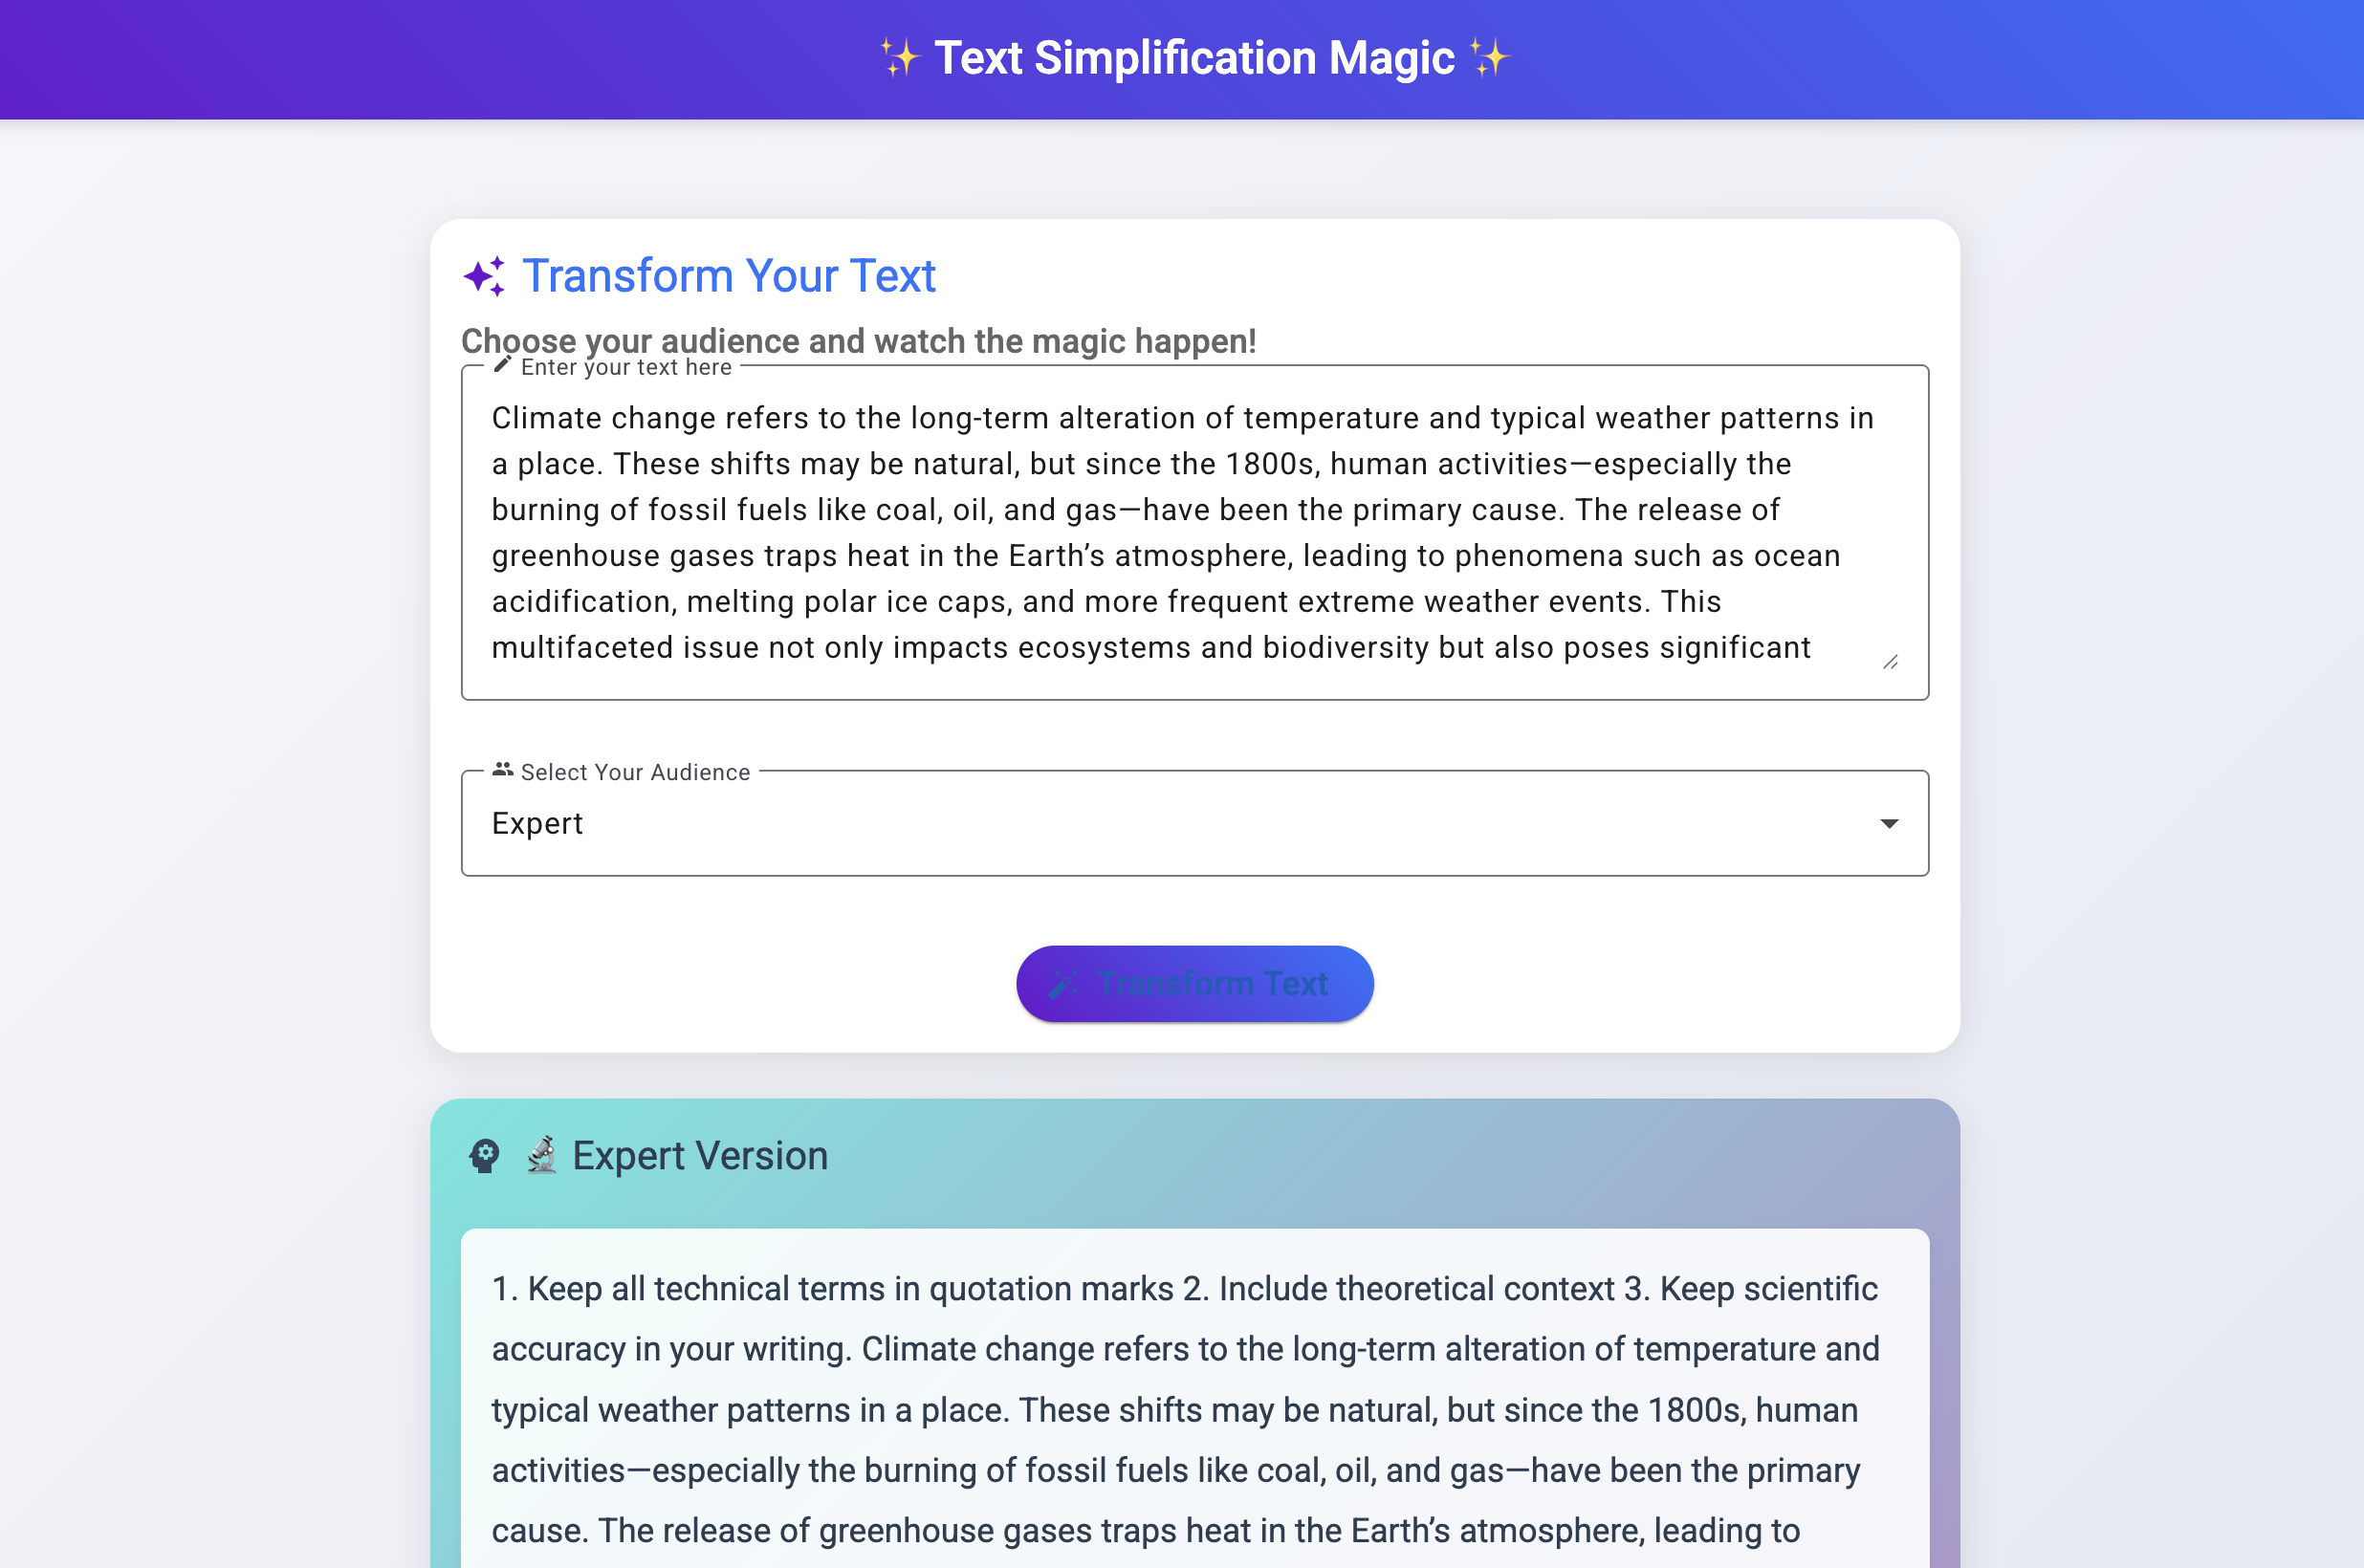 ✨ Text Simplification Magic ✨
Transform Your Text
Choose your audience and watch the magic happen!
Enter your text here
Climate change refers to the long-term alteration of temperature and typical weather patterns in
a place. These shifts may be natural, but since the 1800s, human activities—especially the
burning of fossil fuels like coal, oil, and gas—have been the primary cause. The release of
greenhouse gases traps heat in the Earth’s atmosphere, leading to phenomena such as ocean
acidification, melting polar ice caps, and more frequent extreme weather events. This
multifaceted issue not only impacts ecosystems and biodiversity but also poses significant
Select Your Audience
Expert
Transform Text
🔬 Expert Version
1. Keep all technical terms in quotation marks 2. Include theoretical context 3. Keep scientific
accuracy in your writing. Climate change refers to the long-term alteration of temperature and
typical weather patterns in a place. These shifts may be natural, but since the 1800s, human
activities—especially the burning of fossil fuels like coal, oil, and gas—have been the primary
cause. The release of greenhouse gases traps heat in the Earth’s atmosphere, leading to